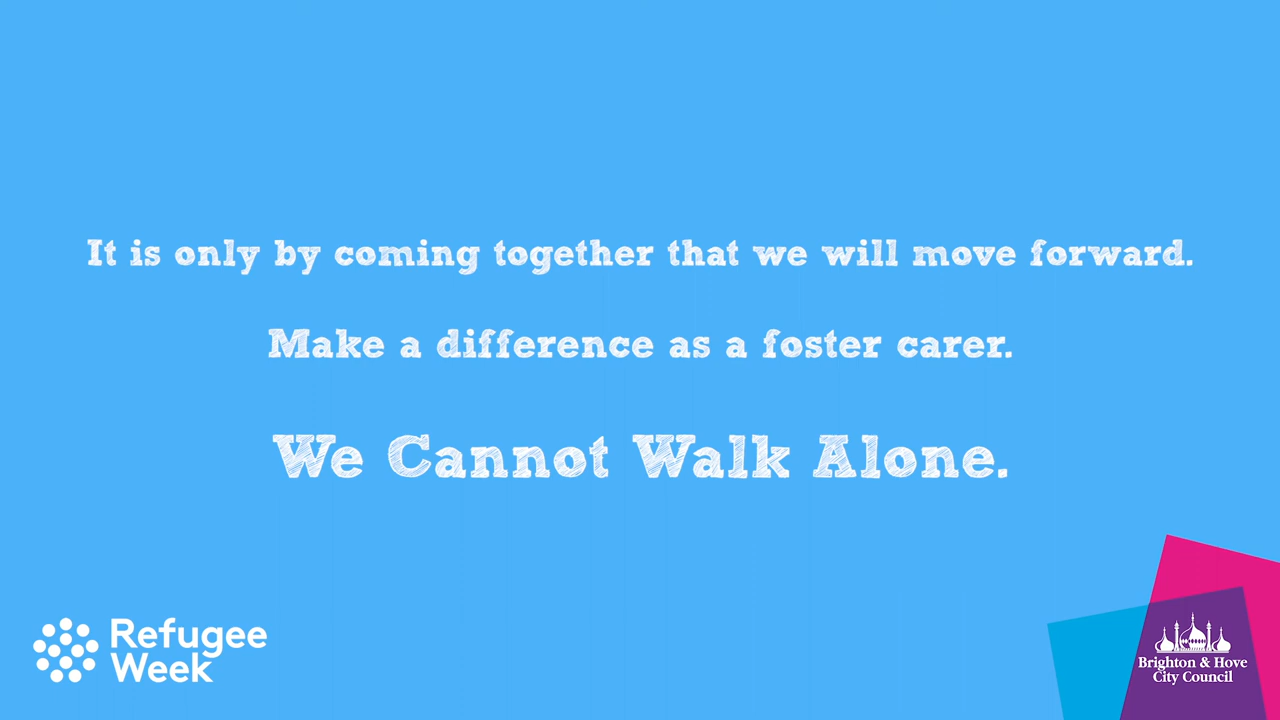 It is only by coming together that we will move forward.
Make a difference as a foster carer.
We Cannot Walk Alone.
Refugee
Week
Brighton & Hove
City Council